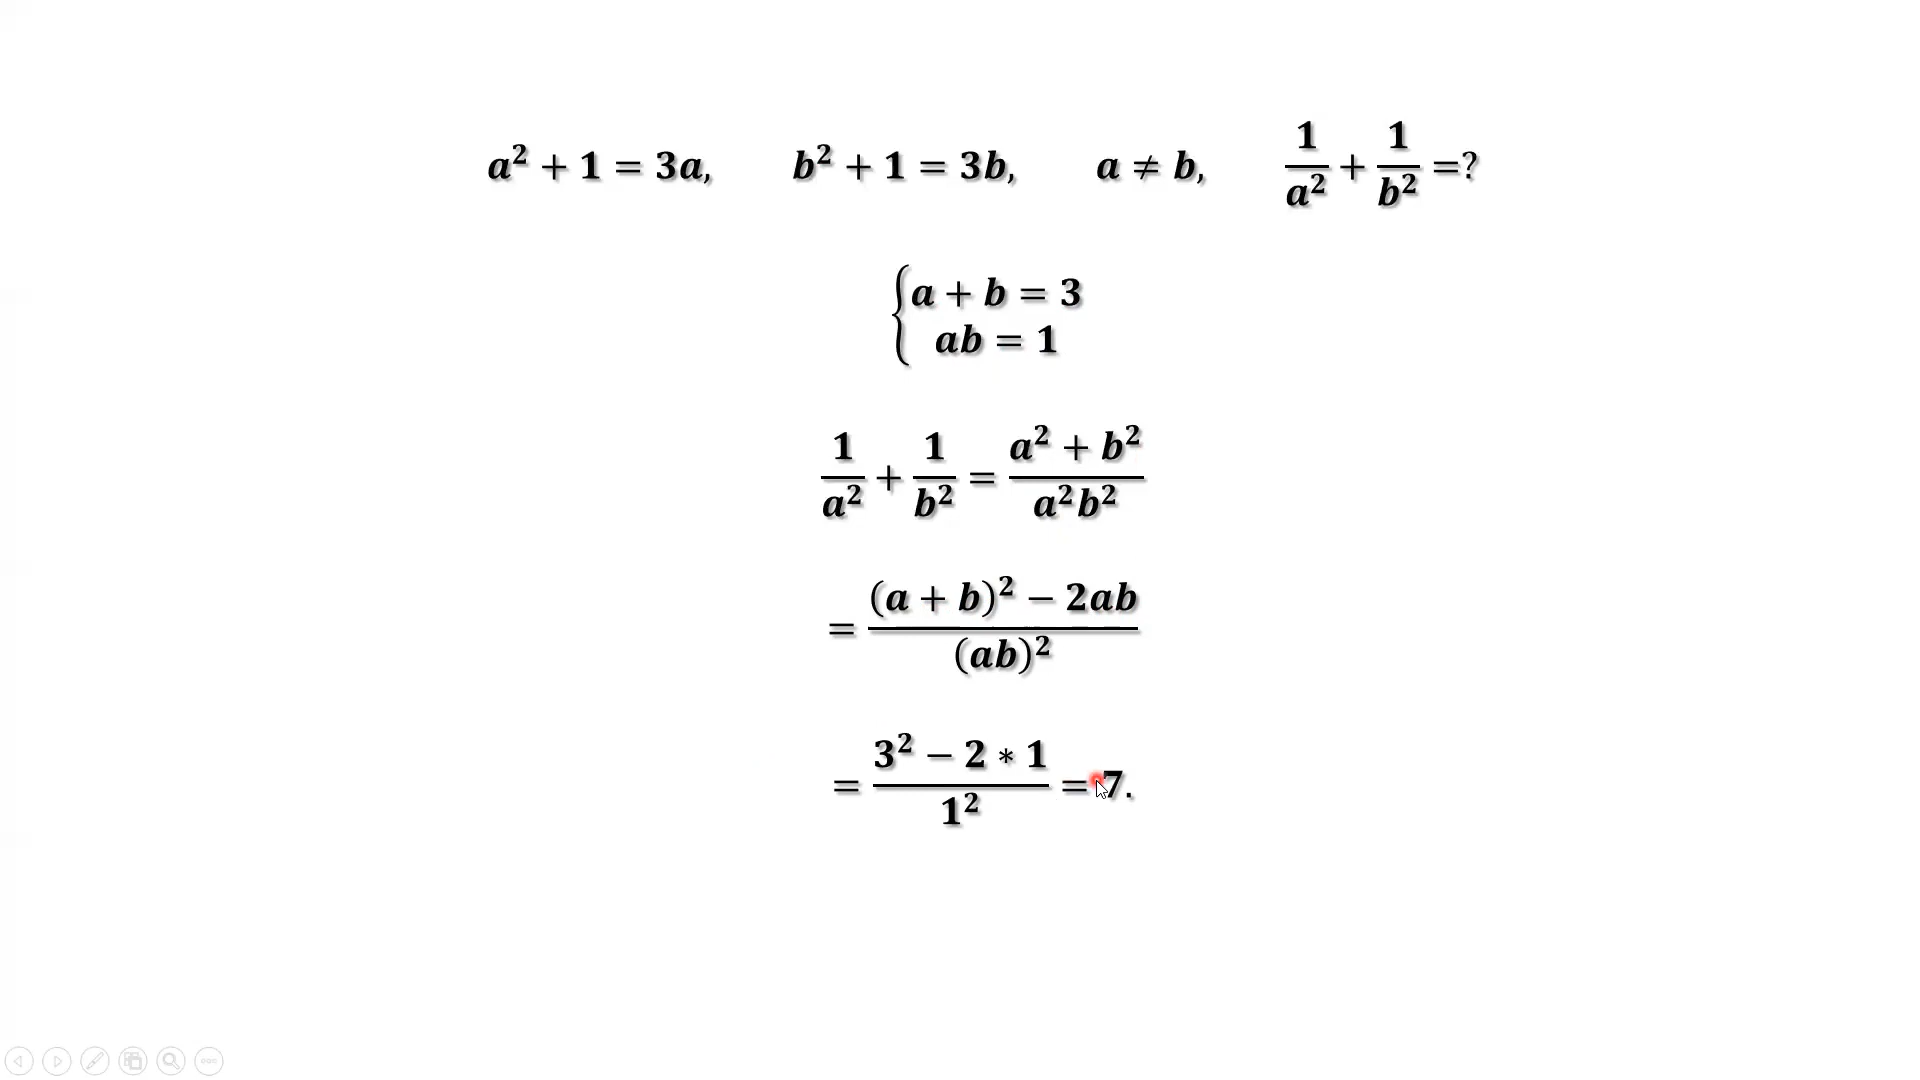 a² + 1 = 3a, b² + 1 = 3b, a ≠ b, 1/a² + 1/b² =?
{a + b = 3
ab = 1
1/a² + 1/b² = (a² + b²)/(a²b²)
= ((a + b)² − 2ab)/(ab)²
= (3² − 2 * 1)/1² = 7.